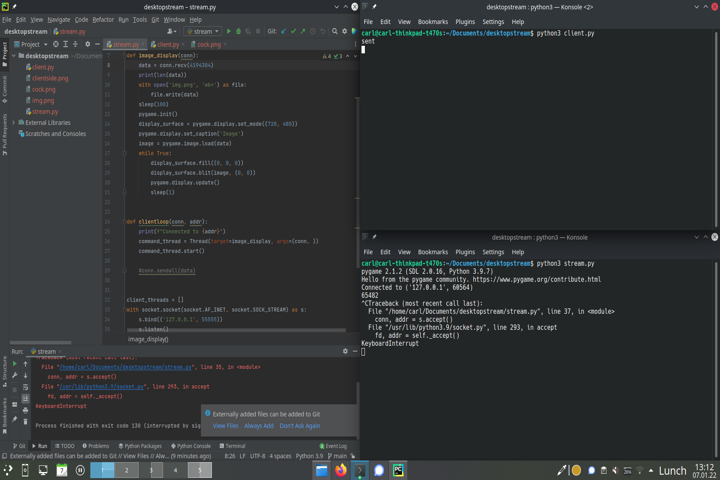 desktopstream – stream.py
File Edit View Navigate Code Refactor Run Tools Git Window Help
desktopstream stream.py stream Git:
Project stream.py client.py sock.png
desktopstream ~/Documen
client.py
clientside.png
sock.png
img.png
stream.py
External Libraries
Scratches and Consoles
Project
Commit
Pull Requests
Structure
Bookmarks
def image_display(conn):
data = conn.recv(4194304)
print(len(data))
with open('img.png', 'wb+') as file:
file.write(data)
sleep(100)
pygame.init()
display_surface = pygame.display.set_mode((720, 480))
pygame.display.set_caption('Image')
image = pygame.image.load(data)
while True:
display_surface.fill((0, 0, 0))
display_surface.blit(image, (0, 0))
pygame.display.update()
sleep(1)
def clientloop(conn, addr):
print(f"Connected to {addr}")
command_thread = Thread(target=image_display, args=(conn, ))
command_thread.start()
#conn.sendall(data)
client_threads = []
with socket.socket(socket.AF_INET, socket.SOCK_STREAM) as s:
s.bind(('127.0.0.1', 55555))
s.listen()
image_display()
Run: stream
Traceback (most recent call last):
File "/home/carl/Documents/desktopstream/stream.py", line 35, in <module>
conn, addr = s.accept()
File "/usr/lib/python3.9/socket.py", line 293, in accept
fd, addr = self._accept()
KeyboardInterrupt
Process finished with exit code 130 (interrupted by sig
Externally added files can be added to Git
View Files Always Add Don't Ask Again
Git Run TODO Problems Python Packages Python Console Terminal Event Log
Externally added files can be added to Git // View Files // Alw... (9 minutes ago) 8:26 LF UTF-8 4 spaces Python 3.9 main
desktopstream : python3 — Konsole <2>
File Edit View Bookmarks Plugins Settings Help
carl@carl-thinkpad-t470s:~/Documents/desktopstream$ python3 client.py
sent
desktopstream : python3 — Konsole
File Edit View Bookmarks Plugins Settings Help
carl@carl-thinkpad-t470s:~/Documents/desktopstream$ python3 stream.py
pygame 2.1.2 (SDL 2.0.16, Python 3.9.7)
Hello from the pygame community. https://www.pygame.org/contribute.html
Connected to ('127.0.0.1', 60564)
65482
^CTraceback (most recent call last):
File "/home/carl/Documents/desktopstream/stream.py", line 37, in <module>
conn, addr = s.accept()
File "/usr/lib/python3.9/socket.py", line 293, in accept
fd, addr = self._accept()
KeyboardInterrupt
1 2 3 4 5
Lunch 13:12
07.01.22